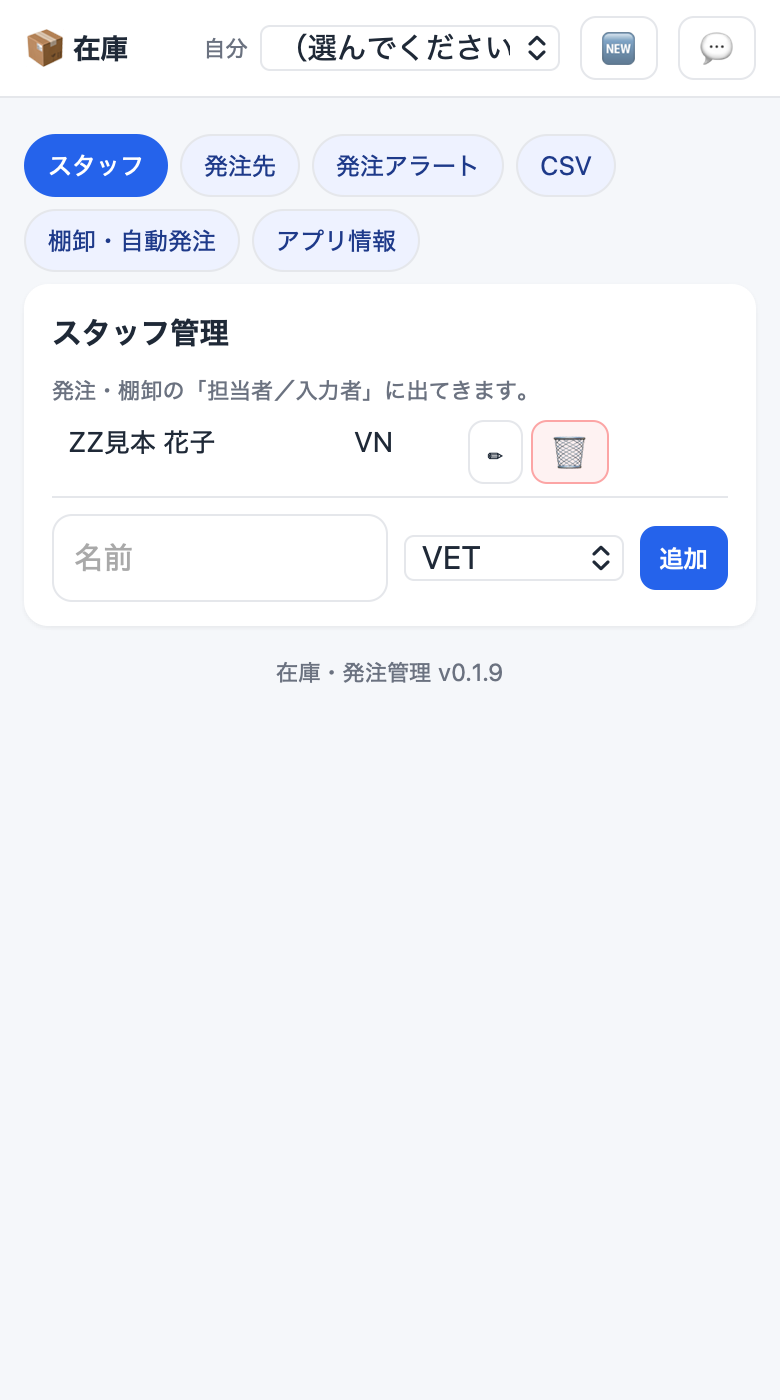 在庫 自分 （選んでください NEW
スタッフ 発注先 発注アラート CSV
棚卸・自動発注 アプリ情報
スタッフ管理
発注・棚卸の「担当者／入力者」に出てきます。
ZZ見本 花子 VN
名前 VET 追加
在庫・発注管理 v0.1.9